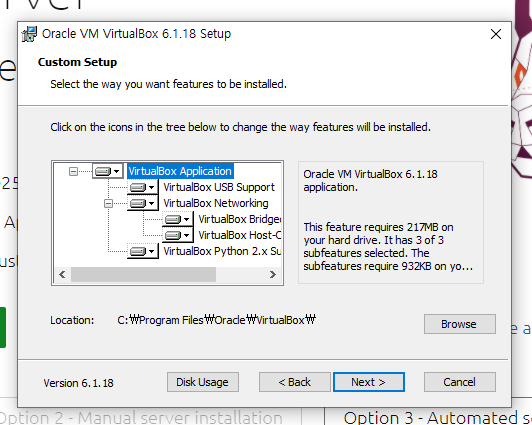 Oracle VM VirtualBox 6.1.18 Setup
Custom Setup
Select the way you want features to be installed.
Click on the icons in the tree below to change the way features will be installed.
VirtualBox Application
VirtualBox USB Support
VirtualBox Networking
VirtualBox Bridge
VirtualBox Host-C
VirtualBox Python 2.x Su
Oracle VM VirtualBox 6.1.18
application.
This feature requires 217MB on
your hard drive. It has 3 of 3
subfeatures selected. The
subfeatures require 932KB on yo...
Location: C:₩Program Files₩Oracle₩VirtualBox₩
Browse
Version 6.1.18
Disk Usage
< Back
Next >
Cancel
Option 2 - Manual server installation
Option 3 - Automated se